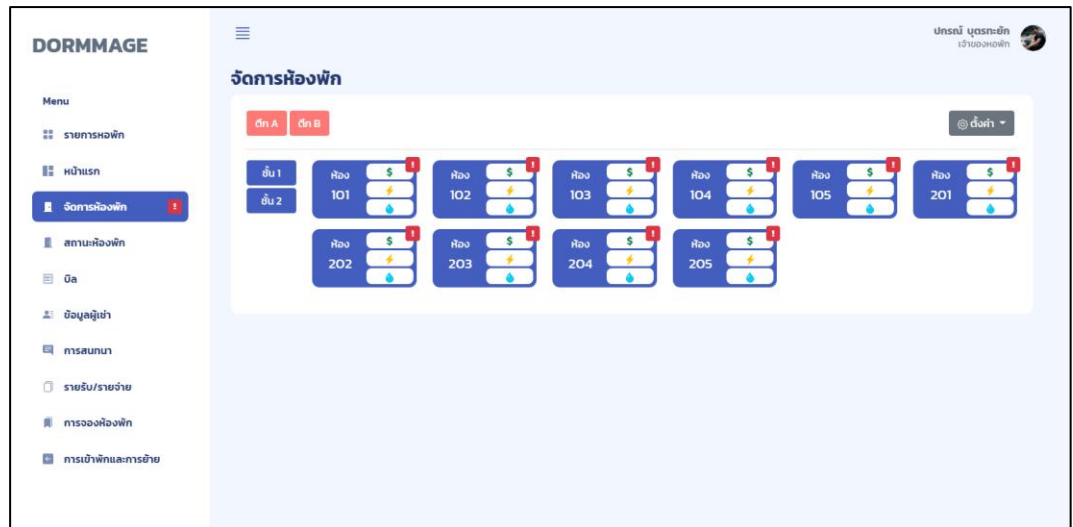 DORMMAGE
ปกรณ์ บุตรทะยัก
เจ้าของหอพัก
Menu
รายการหอพัก
หน้าแรก
จัดการห้องพัก !
สถานะห้องพัก
บิล
ข้อมูลผู้เช่า
การสนทนา
รายรับ/รายจ่าย
การจองห้องพัก
การเข้าพักและการย้าย
จัดการห้องพัก
ตึก A ตึก B ตั้งค่า
ชั้น 1
ชั้น 2
ห้อง 101 $ !
ห้อง 102 $ !
ห้อง 103 $ !
ห้อง 104 $ !
ห้อง 105 $ !
ห้อง 201 $ !
ห้อง 202 $ !
ห้อง 203 $ !
ห้อง 204 $ !
ห้อง 205 $ !